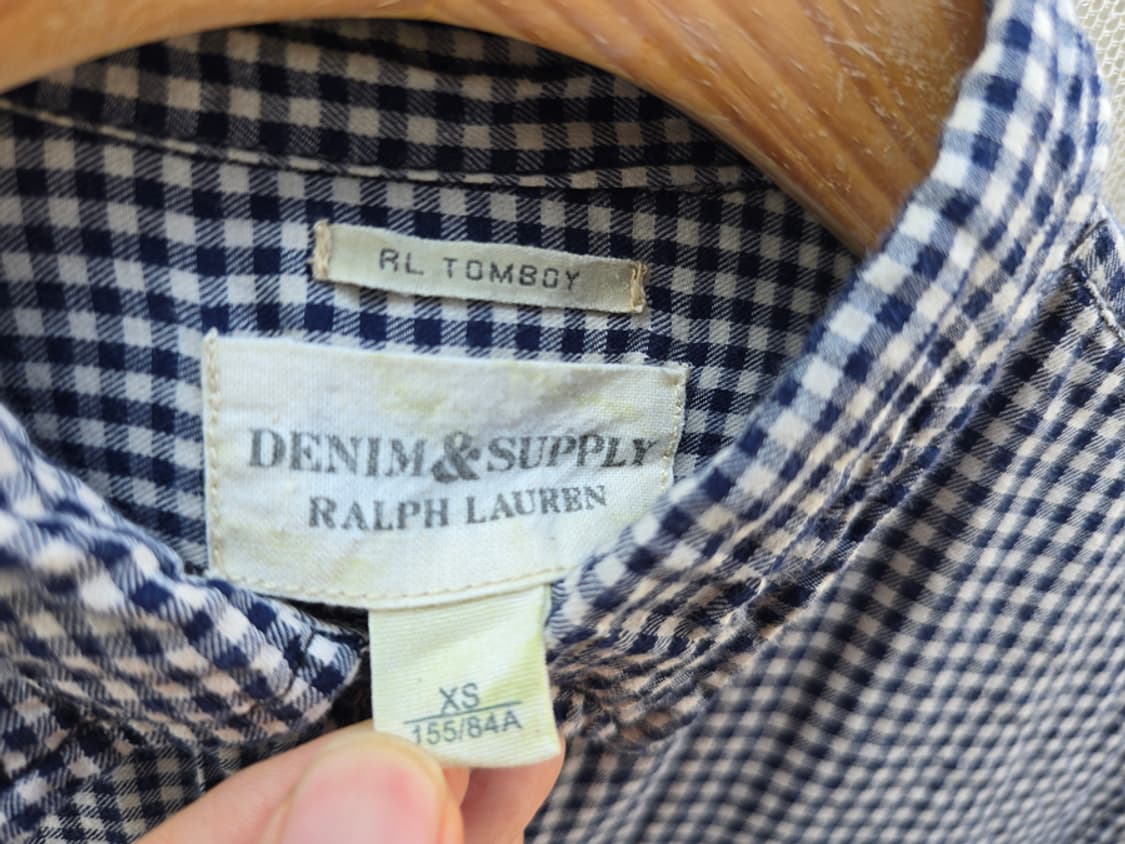 RL TOMBOY
DENIM&SUPPLY
RALPH LAUREN
XS
155/84A